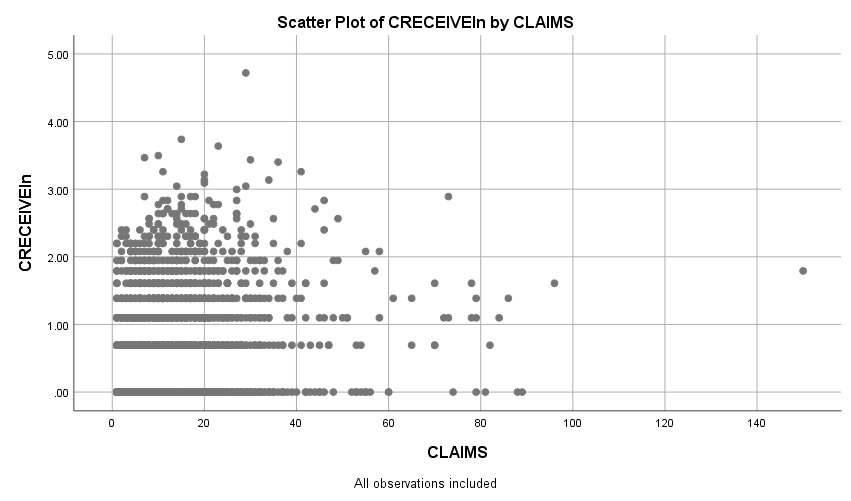 Scatter Plot of CRECEIVEln by CLAIMS
5.00
4.00
3.00
2.00
1.00
.00
CRECEIVEln
0 20 40 60 80 100 120 140
CLAIMS
All observations included